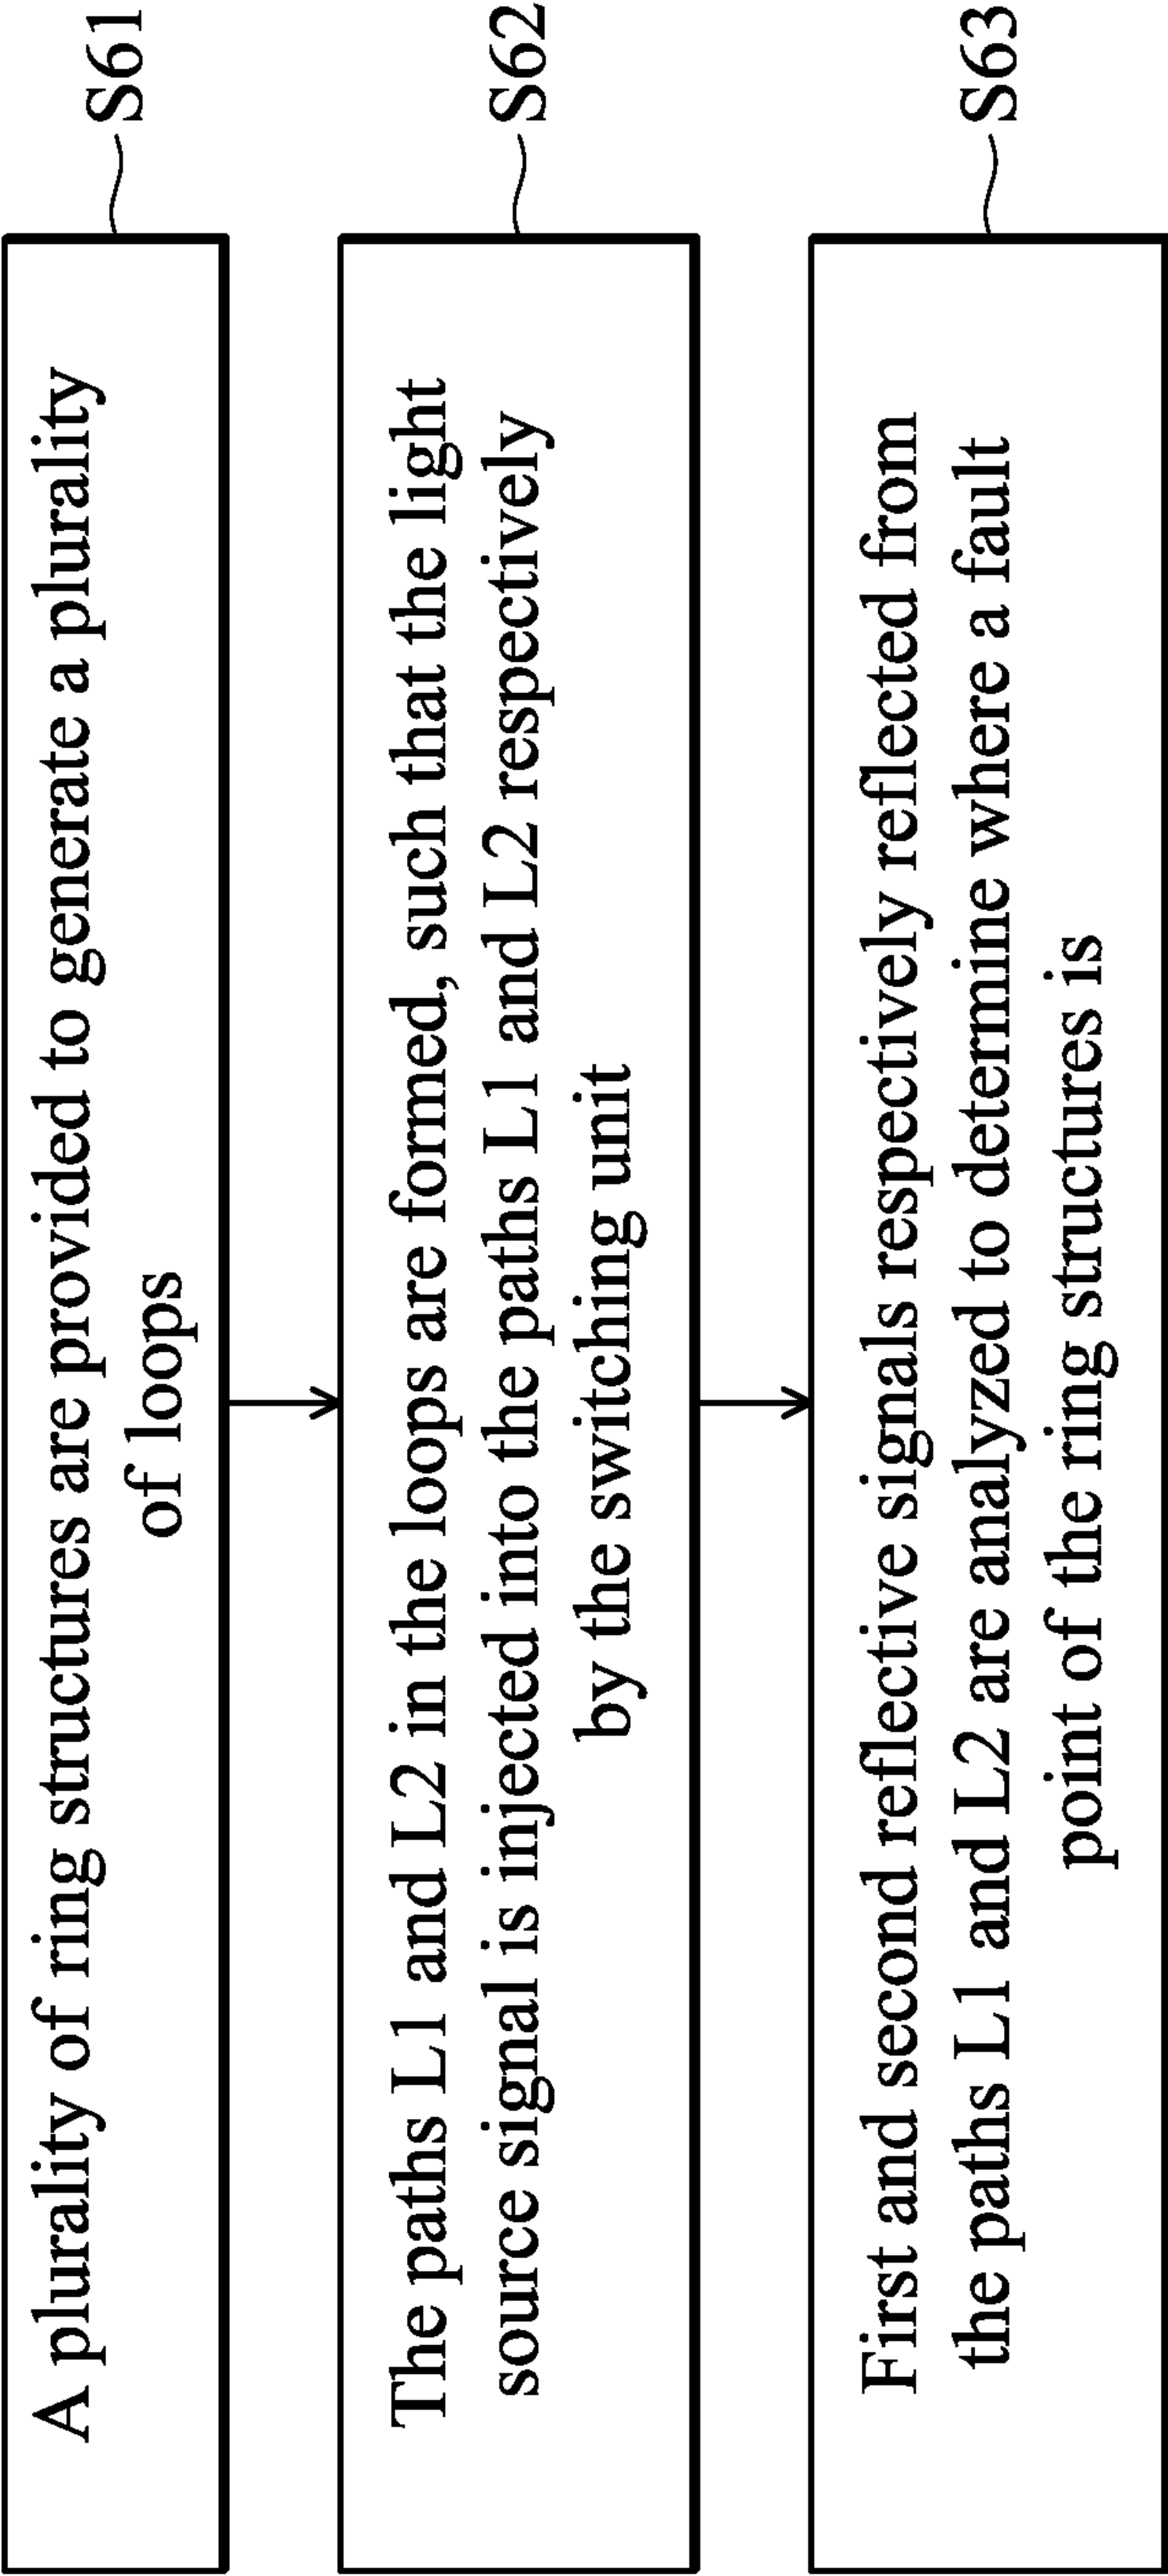 A plurality of ring structures are provided to generate a plurality
of loops
S61
The paths L1 and L2 in the loops are formed, such that the light
source signal is injected into the paths L1 and L2 respectively
by the switching unit
S62
First and second reflective signals respectively reflected from
the paths L1 and L2 are analyzed to determine where a fault
point of the ring structures is
S63